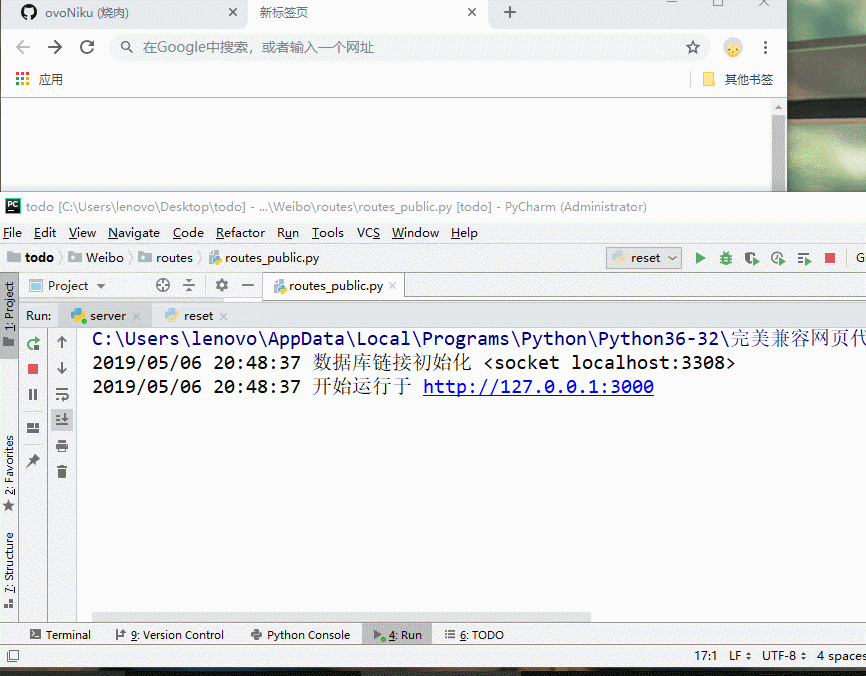 ovoNiku (烧肉)
新标签页
在Google中搜索，或者输入一个网址
应用
其他书签
PC todo [C:\Users\lenovo\Desktop\todo] - ...\Weibo\routes\routes_public.py [todo] - PyCharm (Administrator)
File Edit View Navigate Code Refactor Run Tools VCS Window Help
todo Weibo routes routes_public.py reset G
1: Project
Project routes_public.py
Run: server reset
C:\Users\lenovo\AppData\Local\Programs\Python\Python36-32\完美兼容网页代
2019/05/06 20:48:37 数据库链接初始化 <socket localhost:3308>
2019/05/06 20:48:37 开始运行于 http://127.0.0.1:3000
2: Favorites
7: Structure
Terminal 9: Version Control Python Console 4: Run 6: TODO
17:1 LF UTF-8 4 spaces